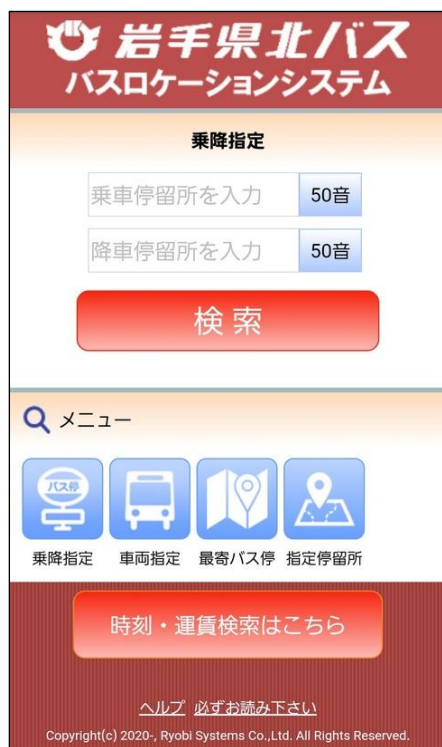 岩手県北バス
バスロケーションシステム
乗降指定
乗車停留所を入力 50音
降車停留所を入力 50音
検索
メニュー
バス停
乗降指定 車両指定 最寄バス停 指定停留所
時刻・運賃検索はこちら
ヘルプ 必ずお読み下さい
Copyright(c) 2020-, Ryobi Systems Co.,Ltd. All Rights Reserved.